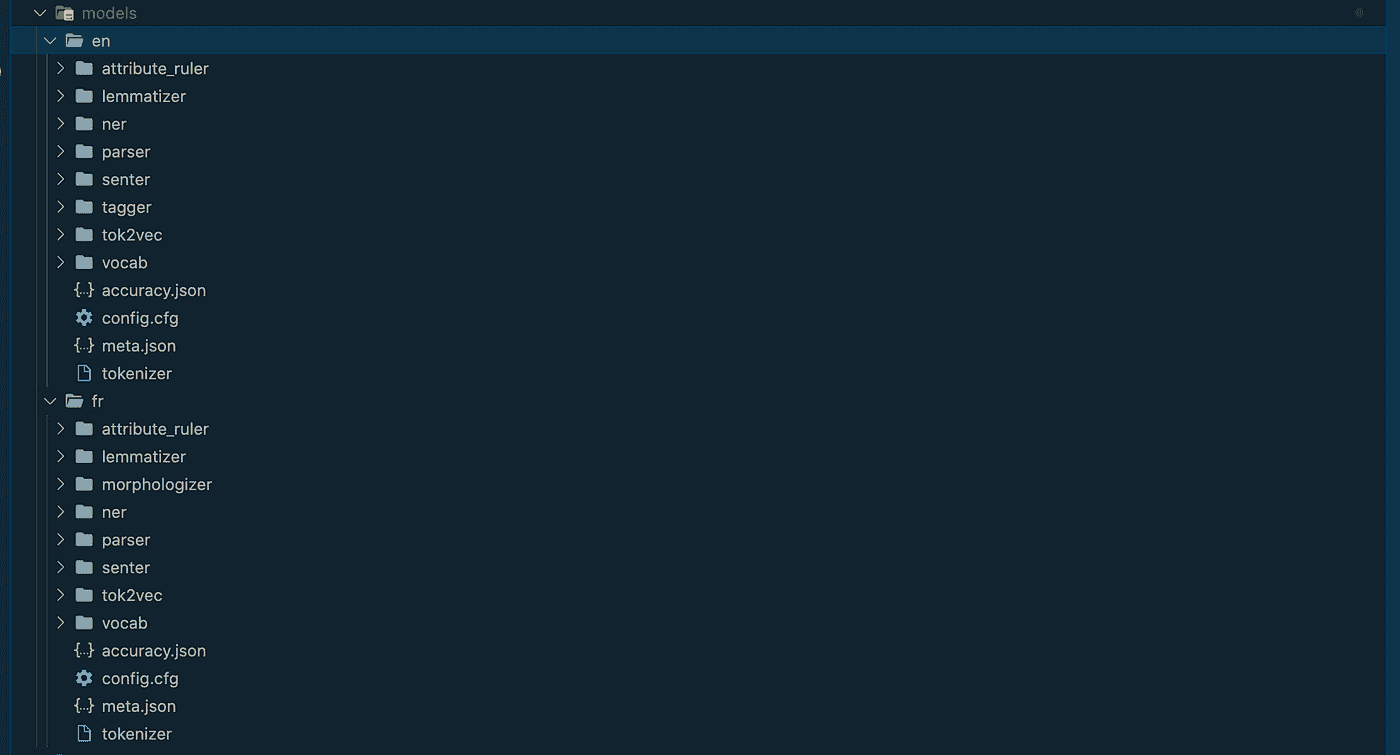 models
en
attribute_ruler
lemmatizer
ner
parser
senter
tagger
tok2vec
vocab
{..} accuracy.json
config.cfg
{..} meta.json
tokenizer
fr
attribute_ruler
lemmatizer
morphologizer
ner
parser
senter
tok2vec
vocab
{..} accuracy.json
config.cfg
{..} meta.json
tokenizer